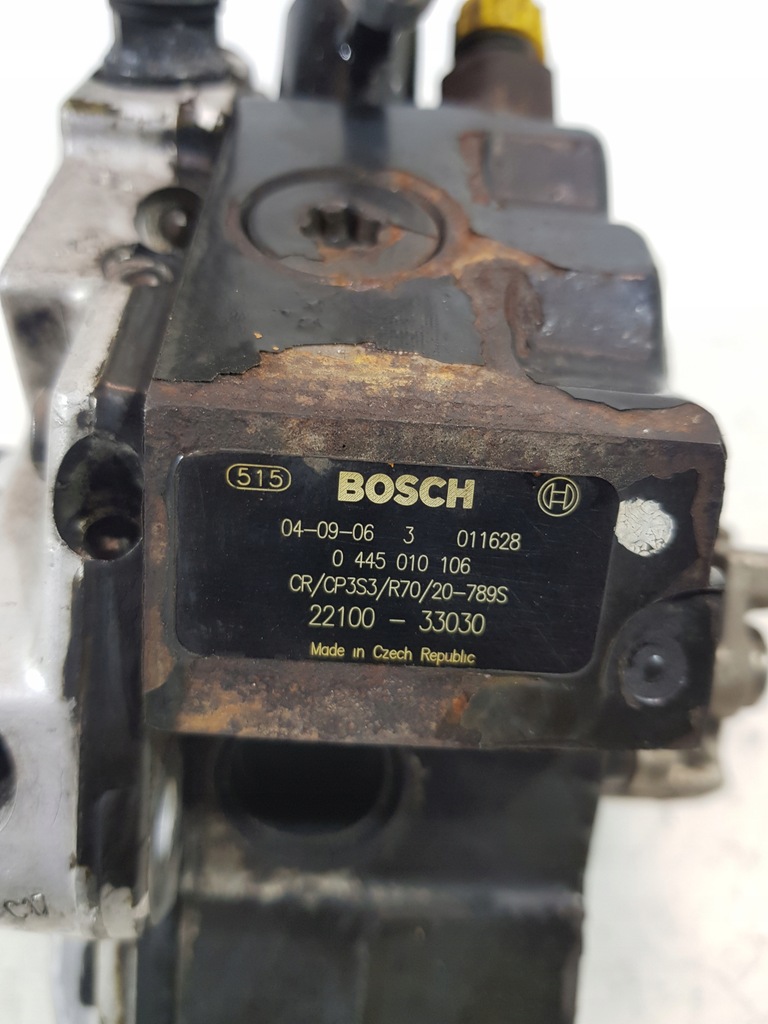 515 BOSCH H
04-09-06 3 011628
0 445 010 106
CR/CP3S3/R70/20-789S
22100 - 33030
Made in Czech Republic